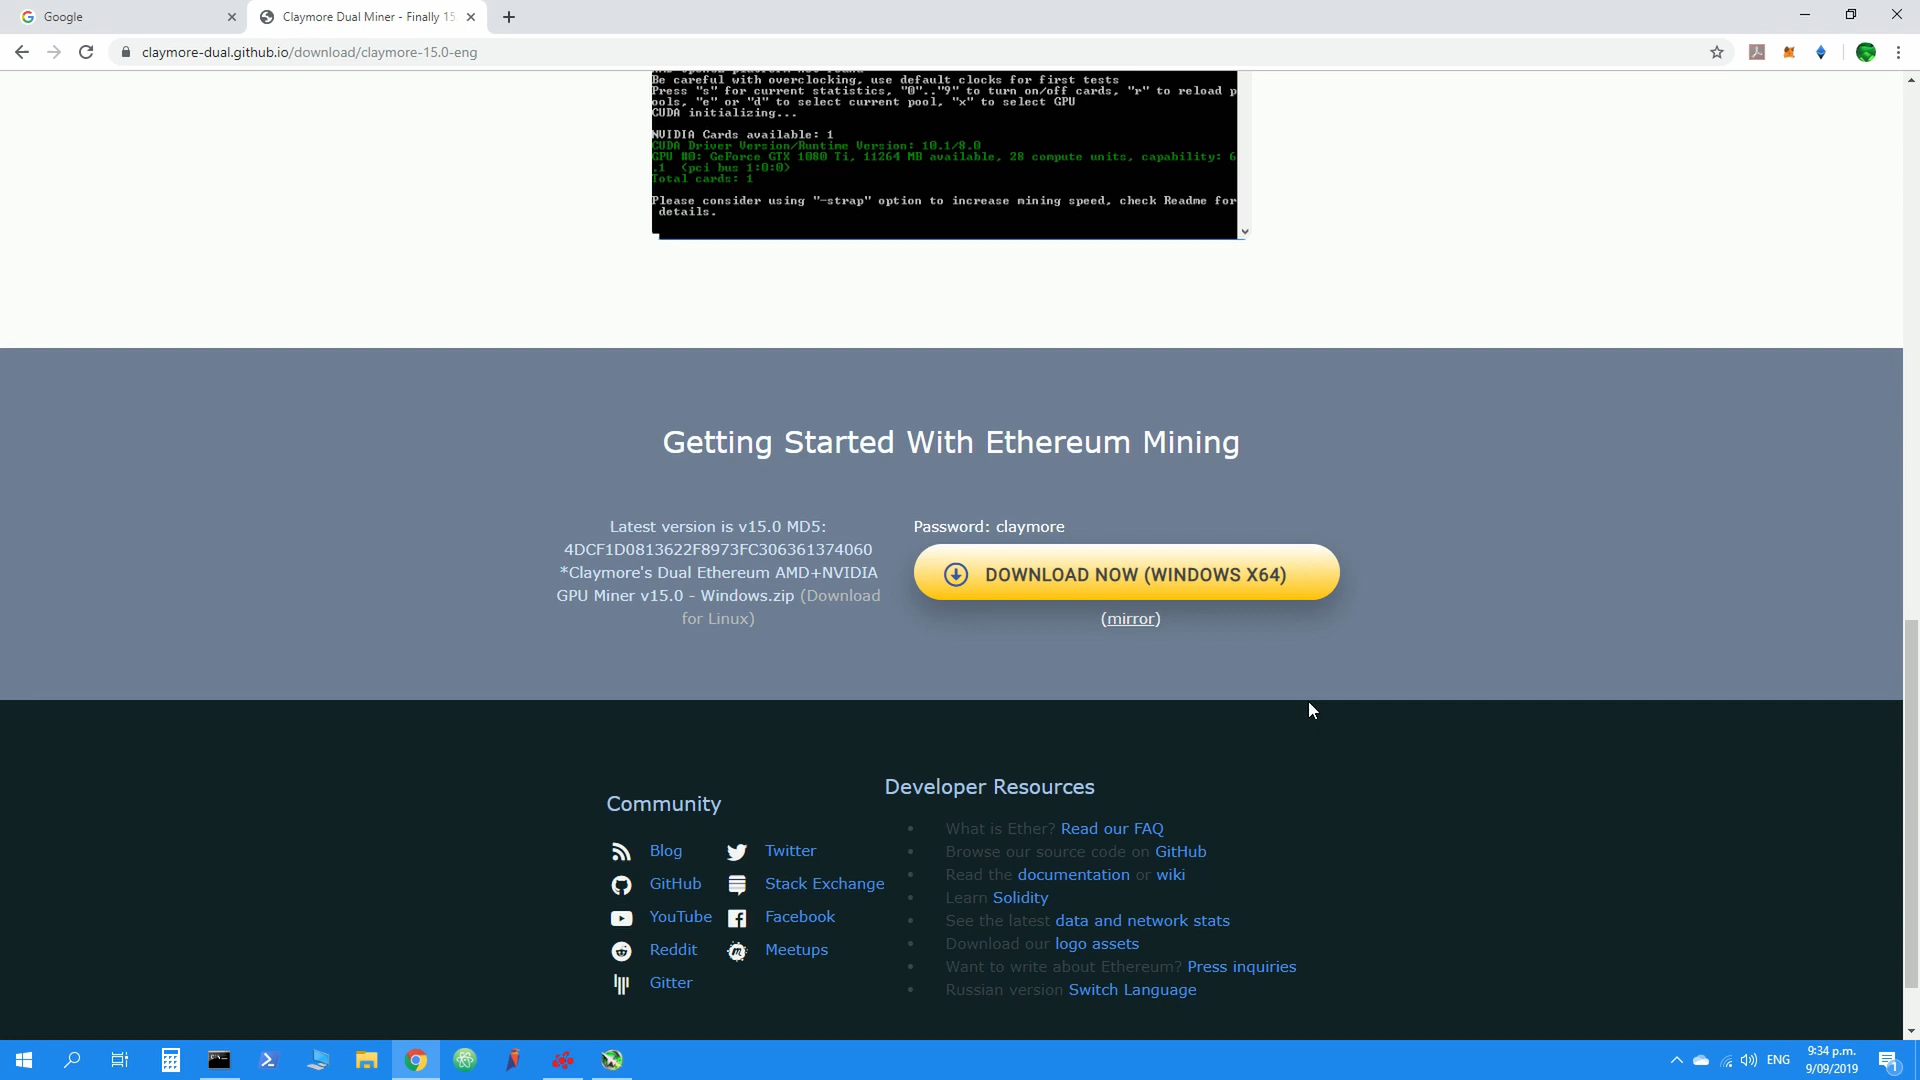 Google
Claymore Dual Miner - Finally 15
claymore-dual.github.io/download/claymore-15.0-eng
Be careful with overclocking, use default clocks for first tests
Press "s" for current statistics, "0".."9" to turn on/off cards, "r" to reload p
ools, "e" or "d" to select current pool, "x" to select GPU
CUDA initializing...
NVIDIA Cards available: 1
CUDA Driver Version/Runtime Version: 10.1/8.0
GPU #0: GeForce GTX 1080 Ti, 11264 MB available, 28 compute units, capability: 6
.1 (pci bus 1:0:0)
Total cards: 1
Please consider using "-strap" option to increase mining speed, check Readme for
details.
Getting Started With Ethereum Mining
Latest version is v15.0 MD5:
4DCF1D0813622F8973FC306361374060
*Claymore's Dual Ethereum AMD+NVIDIA
GPU Miner v15.0 - Windows.zip (Download
for Linux)
Password: claymore
DOWNLOAD NOW (WINDOWS X64)
(mirror)
Community
Blog
Twitter
GitHub
Stack Exchange
YouTube
Facebook
Reddit
Meetups
Gitter
Developer Resources
What is Ether? Read our FAQ
Browse our source code on GitHub
Read the documentation or wiki
Learn Solidity
See the latest data and network stats
Download our logo assets
Want to write about Ethereum? Press inquiries
Russian version Switch Language
ENG
9:34 p.m.
9/09/2019
1